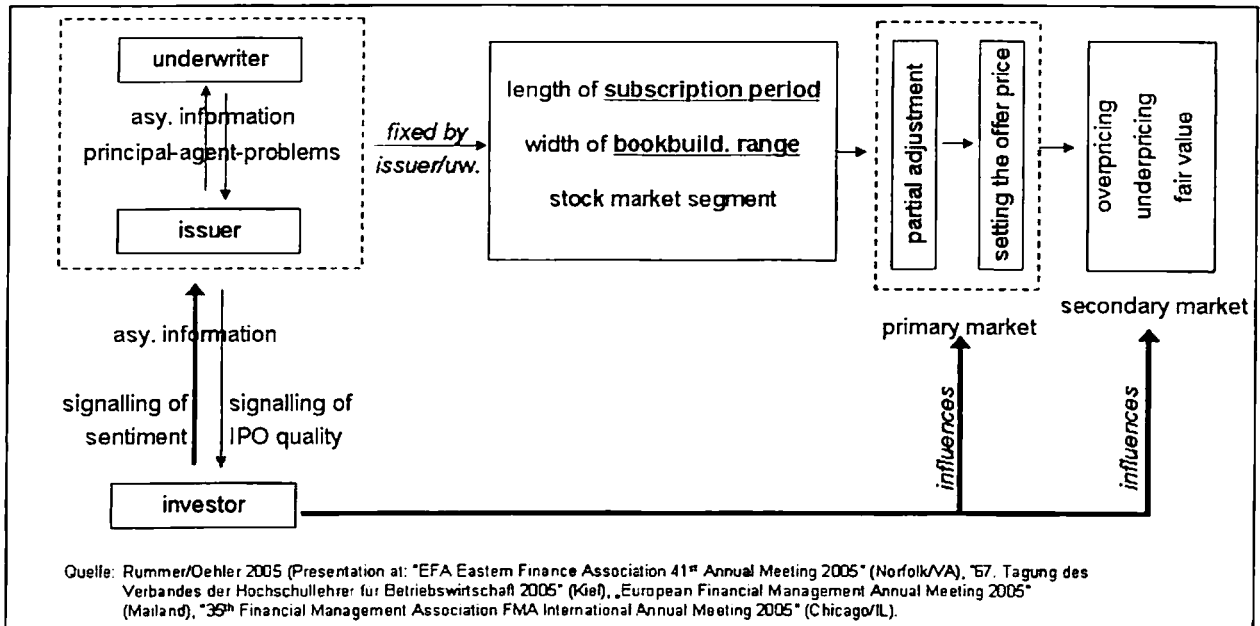 underwriter
asy. information
principal-agent-problems
issuer
asy. information
signalling of
sentiment
signalling of
IPO quality
investor
fixed by
issuer/uw.
length of subscription period
width of bookbuild. range
stock market segment
partial adjustment
setting the offer price
primary market
overpricing
underpricing
fair value
secondary market
influences
influences
Quelle: Rummer/Oehler 2005 (Presentation at: "EFA Eastern Finance Association 41st Annual Meeting 2005" (Norfolk/VA), "67. Tagung des
Verbandes der Hochschullehrer für Betriebswirtschaft 2005" (Kiel), „European Financial Management Annual Meeting 2005"
(Mailand), "35th Financial Management Association FMA International Annual Meeting 2005" (Chicago/IL).